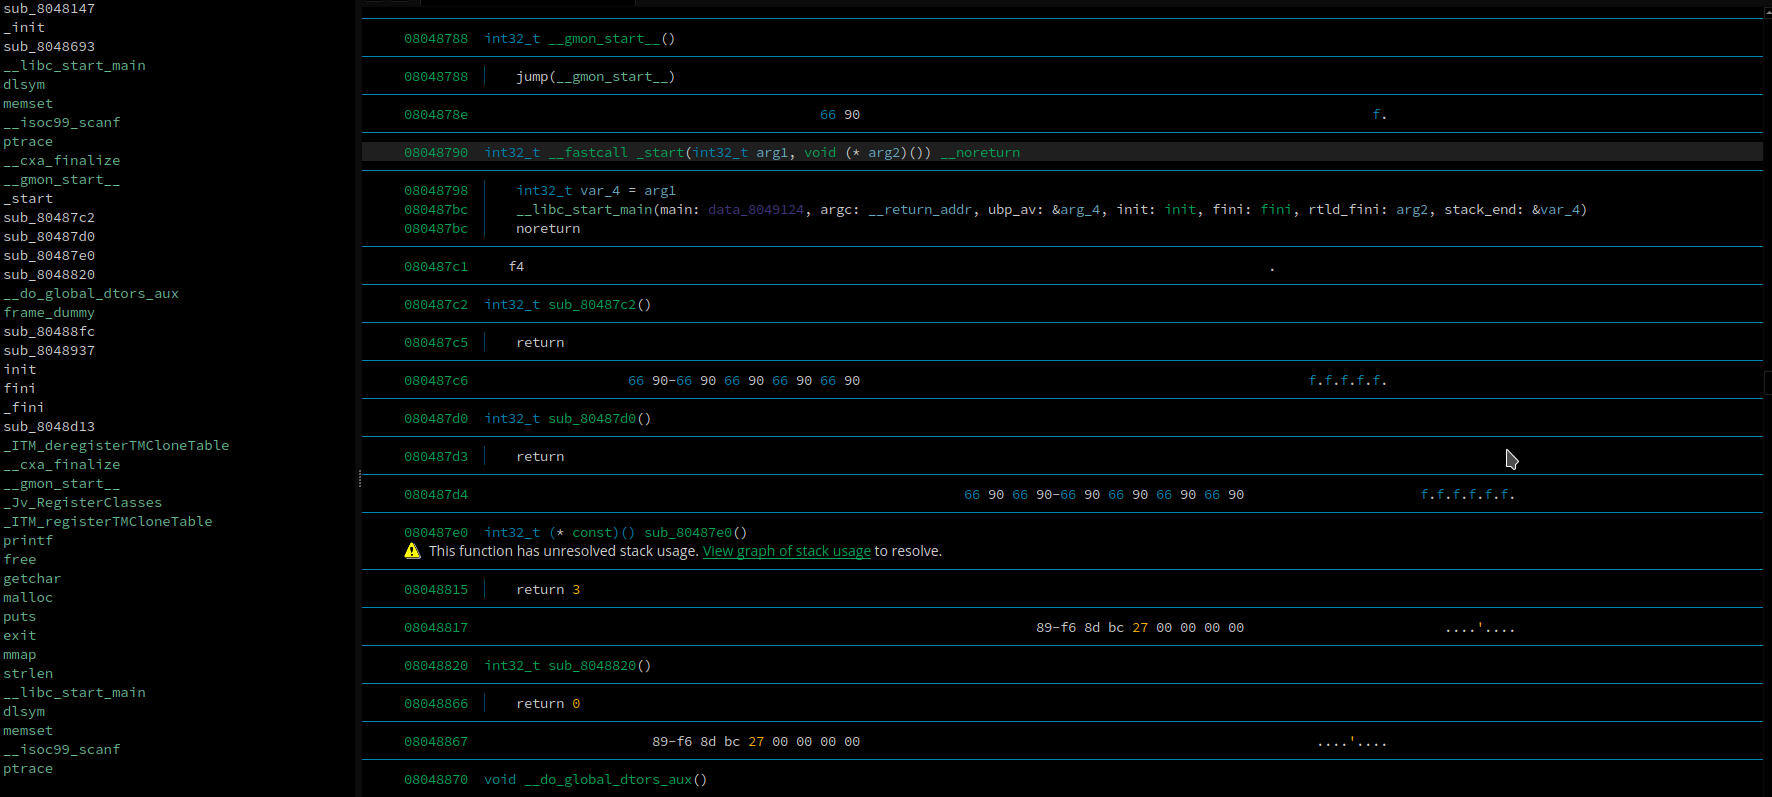 sub_8048147
_init
sub_8048693
__libc_start_main
dlsym
memset
__isoc99_scanf
ptrace
__cxa_finalize
__gmon_start__
_start
sub_80487c2
sub_80487d0
sub_80487e0
sub_8048820
__do_global_dtors_aux
frame_dummy
sub_80488fc
sub_8048937
init
fini
_fini
sub_8048d13
_ITM_deregisterTMCloneTable
__cxa_finalize
__gmon_start__
_Jv_RegisterClasses
_ITM_registerTMCloneTable
printf
free
getchar
malloc
puts
exit
mmap
strlen
__libc_start_main
dlsym
memset
__isoc99_scanf
ptrace
08048788 int32_t __gmon_start__()
08048788 jump(__gmon_start__)
0804878e 66 90 f.
08048790 int32_t __fastcall _start(int32_t arg1, void (* arg2)()) __noreturn
08048798 int32_t var_4 = arg1
080487bc __libc_start_main(main: data_8049124, argc: __return_addr, ubp_av: &arg_4, init: init, fini: fini, rtld_fini: arg2, stack_end: &var_4)
080487bc noreturn
080487c1 f4 .
080487c2 int32_t sub_80487c2()
080487c5 return
080487c6 66 90-66 90 66 90 66 90 66 90 f.f.f.f.f.
080487d0 int32_t sub_80487d0()
080487d3 return
080487d4 66 90 66 90-66 90 66 90 66 90 66 90 f.f.f.f.f.f.
080487e0 int32_t (* const)() sub_80487e0()
This function has unresolved stack usage. View graph of stack usage to resolve.
08048815 return 3
08048817 89-f6 8d bc 27 00 00 00 00 ....'....
08048820 int32_t sub_8048820()
08048866 return 0
08048867 89-f6 8d bc 27 00 00 00 00 ....'....
08048870 void __do_global_dtors_aux()